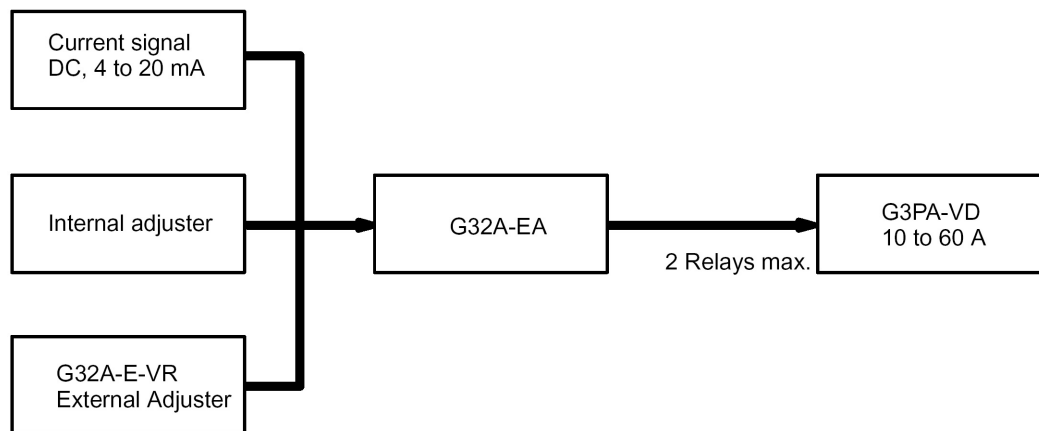 Current signal
DC, 4 to 20 mA
Internal adjuster
G32A-E-VR
External Adjuster
G32A-EA
2 Relays max.
G3PA-VD
10 to 60 A